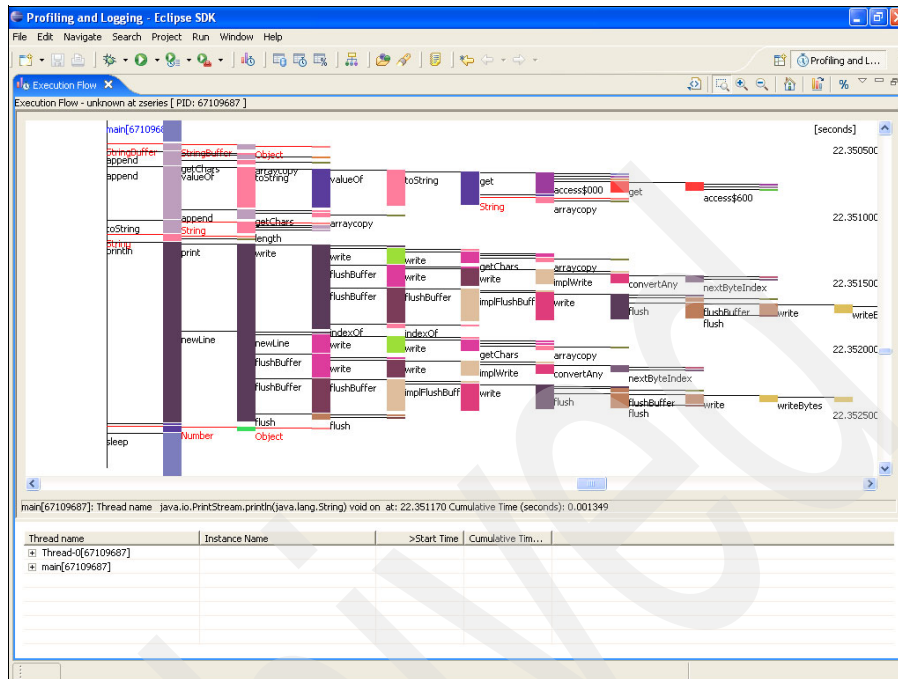 Profiling and Logging - Eclipse SDK
File Edit Navigate Search Project Run Window Help
Profiling and L...
Execution Flow
Execution Flow - unknown at zseries [ PID: 67109687 ]
main[6710968 [seconds]
StringBuffer StringBuffer Object 22.350500
append getChars arraycopy
append valueOf toString valueOf toString get access$000 get access$600
String arraycopy
append getChars arraycopy 22.351000
toString String length
String
println print write write write getChars arraycopy
flushBuffer write write implWrite convertAny nextByteIndex 22.351500
flushBuffer flushBuffer implFlushBuff write flush flushBuffer write writeB
flush
newLine newLine indexOf indexOf 22.352000
write write getChars arraycopy
flushBuffer write write implWrite convertAny nextByteIndex
flushBuffer flushBuffer implFlushBuff write flush flushBuffer write writeBytes
flush 22.352500
flush flush
sleep Number Object
main[67109687]: Thread name java.io.PrintStream.println(java.lang.String) void on at: 22.351170 Cumulative Time (seconds): 0.001349
Thread name Instance Name >Start Time Cumulative Tim...
Thread-0[67109687]
main[67109687]